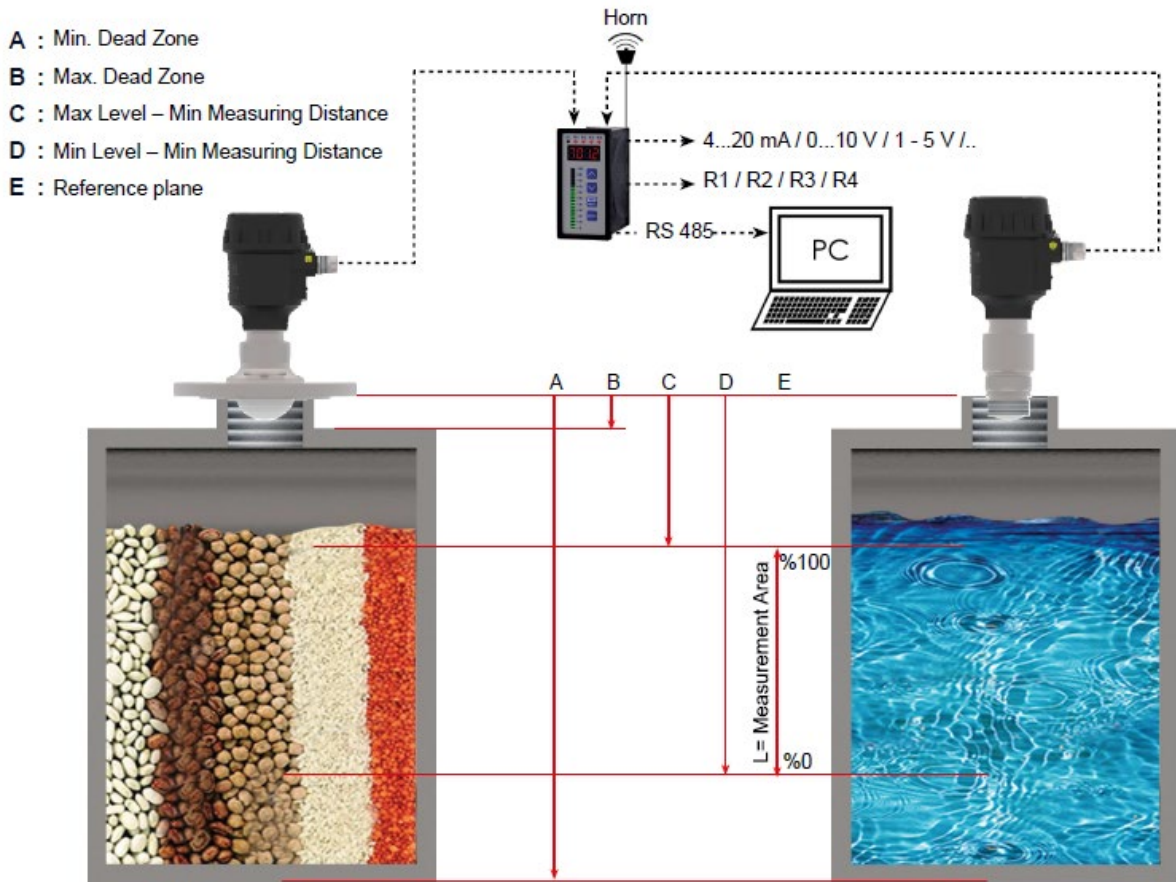 A : Min. Dead Zone
B : Max. Dead Zone
C : Max Level – Min Measuring Distance
D : Min Level – Min Measuring Distance
E : Reference plane
Horn
4...20 mA / 0...10 V / 1 - 5 V /..
R1 / R2 / R3 / R4
RS 485
PC
A B C D E
%100
L= Measurement Area
%0